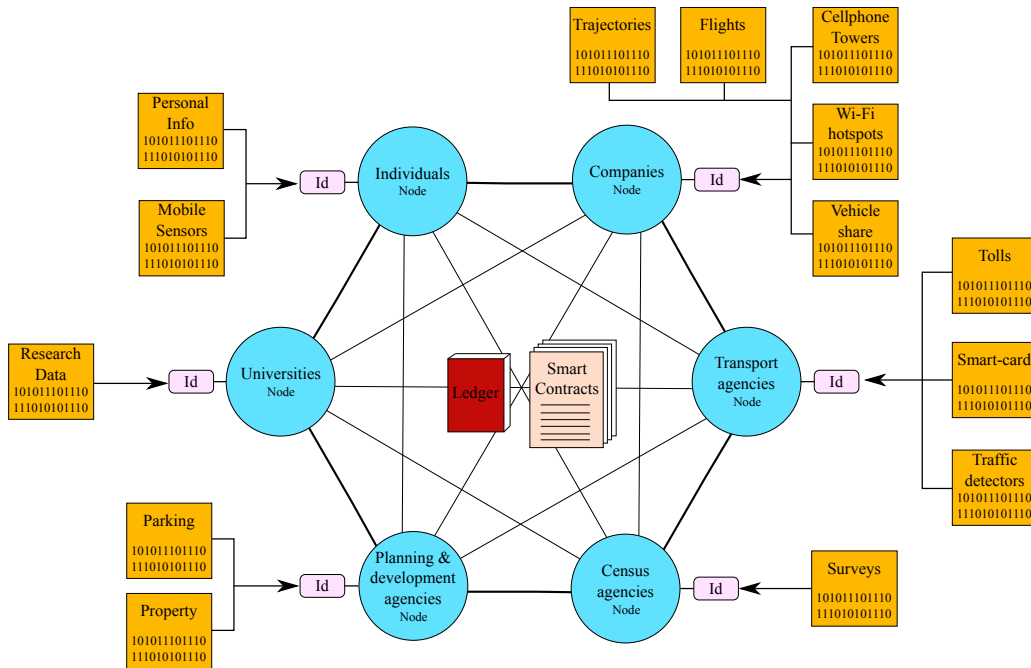 Trajectories
101011101110
111010101110
Flights
101011101110
111010101110
Cellphone
Towers
101011101110
111010101110
Personal
Info
101011101110
111010101110
Wi-Fi
hotspots
101011101110
111010101110
Id
Individuals
Node
Companies
Node
Id
Mobile
Sensors
101011101110
111010101110
Vehicle
share
101011101110
111010101110
Tolls
101011101110
111010101110
Research
Data
101011101110
111010101110
Id
Universities
Node
Ledger
Smart
Contracts
Transport
agencies
Node
Id
Smart-card
101011101110
111010101110
Traffic
detectors
101011101110
111010101110
Parking
101011101110
111010101110
Id
Planning &
development
agencies
Node
Census
agencies
Node
Id
Surveys
101011101110
111010101110
Property
101011101110
111010101110